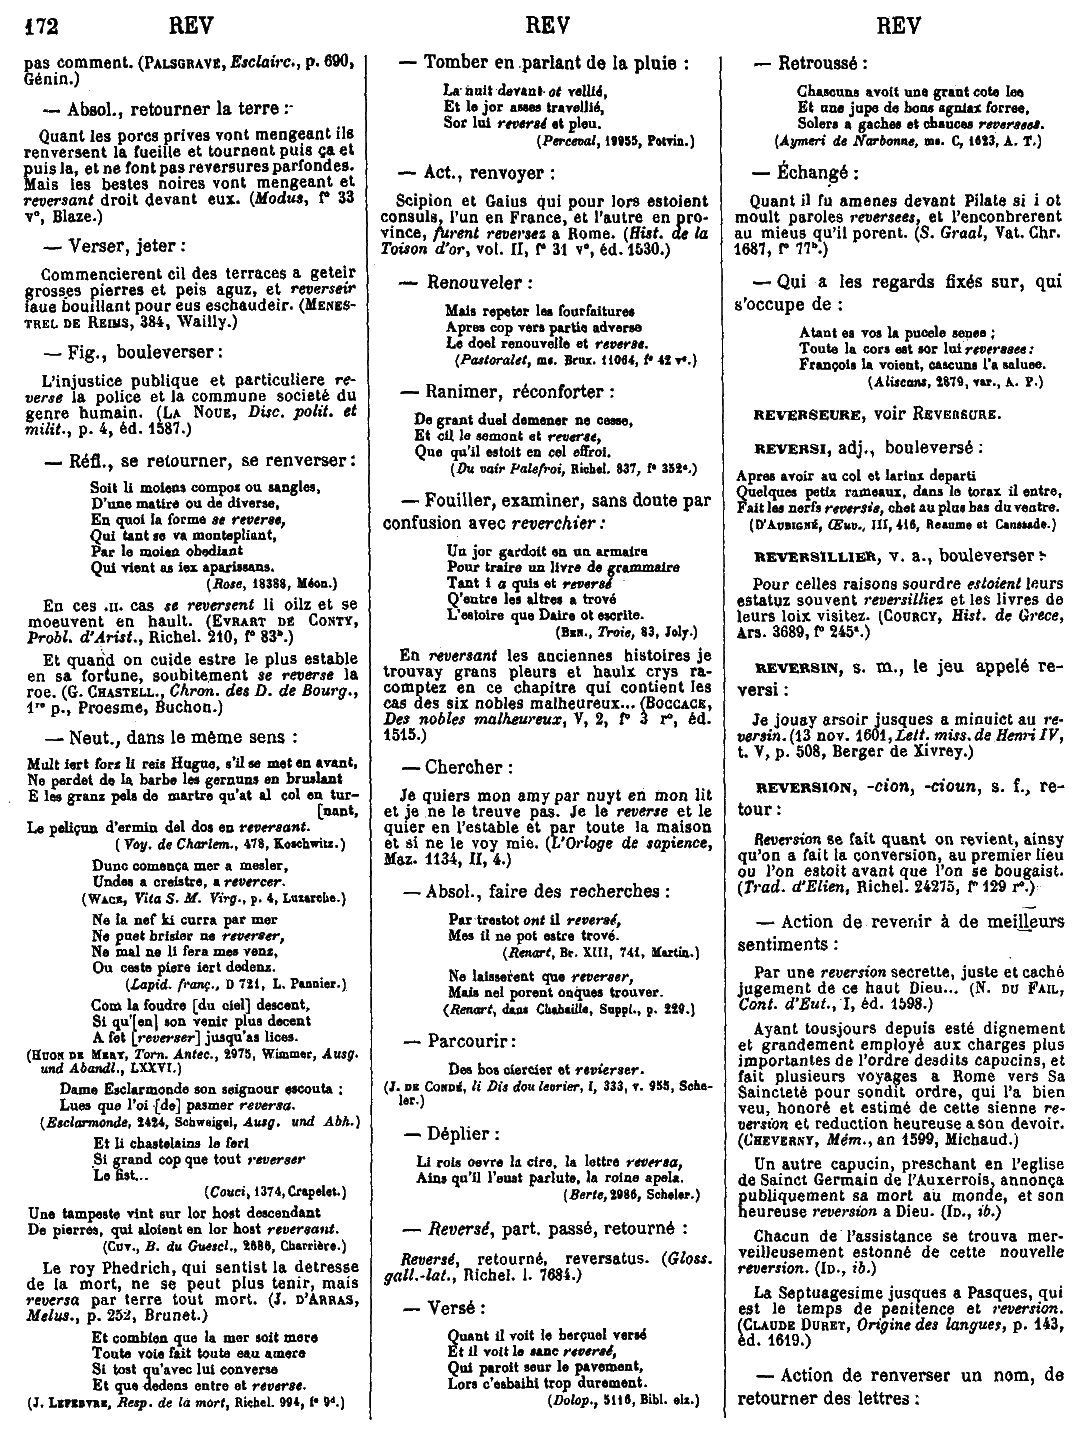 172 REV REV REV
pas comment. (PALSGRAVE, Esclairc., p. 690,
Génin.)
— Absol., retourner la terre :
Quant les porcs prives vont mengeant ils
renversent la fueille et tournent puis ça et
puis la, et ne font pas reversures parfondes.
Mais les bestes noires vont mengeant et
reversant droit devant eux. (Modus, f° 33
v°, Blaze.)
— Verser, jeter :
Commencierent cil des terraces a geteir
grosses pierres et peis aguz, et reverseir
iaue bouillant pour eus eschaudeir. (MENES-
TREL DE REIMS, 384, Wailly.)
— Fig., bouleverser :
L'injustice publique et particuliere re-
verse la police et la commune societé du
genre humain. (LA NOUE, Disc. polit. et
milit., p. 4, éd. 1587.)
— Réfl., se retourner, se renverser :
Soit li moiens compos ou sangles,
D'une matire ou de diverse,
En quoi la forme se reverse,
Qui tant se va montepliant,
Par le moien obediant
Qui vient as iex aparissans.
(Rose, 18388, Méon.)
En ces .II. cas se reversent li oilz et se
moeuvent en hault. (EVRART DE CONTY,
Probl. d'Arist., Richel. 210, f° 83ᵇ.)
Et quand on cuide estre le plus estable
en sa fortune, soubitement se reverse la
roe. (G. CHASTELL., Chron. des D. de Bourg.,
1ʳᵉ p., Proesme, Buchon.)
— Neut., dans le même sens :
Mult iert forz li reis Hugue, s'il se met en avant,
Ne perdet de la barbe les gernuns en bruslant
E les granz pels de martre qu'at al col en tur-
[nant,
Le peliçun d'ermin del dos en reversant.
(Voy. de Charlem., 478, Koschwitz.)
Dunc comença mer a mesler,
Undes a creistre, a revercer.
(WACE, Vita S. M. Virg., p. 4, Luzarche.)
Ne la nef ki curra par mer
Ne puet brisier ne reverser,
Ne mal ne li fera mes venz,
Ou ceste piere iert dedenz.
(Lapid. franç., D 721, L. Pannier.)
Com la foudre [du ciel] descent,
Si qu'[en] son venir plus decent
A fet [reverser] jusqu'as lices.
(HUON DE MERY, Torn. Antec., 2975, Wimmer, Ausg.
und Abandl., LXXVI.)
Dame Esclarmonde son seignour escouta ;
Lues que l'oi [de] pasmer reversa.
(Esclarmonde, 2424, Schweigel, Ausg. und Abh.)
Et li chastelains le feri
Si grand cop que tout reverser
Le fist...
(Couci, 1374, Crapelet.)
Une tampeste vint sur lor host descendant
De pierres, qui aloient en lor host reversant.
(CUV., B. du Guescl., 2686, Charrière.)
Le roy Phedrich, qui sentist la detresse
de la mort, ne se peut plus tenir, mais
reversa par terre tout mort. (J. D'ARRAS,
Melus., p. 252, Brunet.)
Et combien que la mer soit mere
Toute voie fait toute eau amere
Si tost qu'avec lui converse
Et que dedens entre et reverse.
(J. LEFEBVRE, Resp. de la mort, Richel. 994, f° 9ᵈ.)
— Tomber en parlant de la pluie :
La nuit devant ot vellié,
Et le jor asses travellié,
Sor lui reversé et pleu.
(Perceval, 19955, Potvin.)
— Act., renvoyer :
Scipion et Gaius qui pour lors estoient
consuls, l'un en France, et l'autre en pro-
vince, furent reversez a Rome. (Hist. de la
Toison d'or, vol. II, f° 31 v°, éd. 1530.)
— Renouveler :
Mais repeter les fourfaitures
Apres cop vers partie adverse
Le doel renouvelle et reverse.
(Pastoralet, ms. Brux. 11064, f° 42 v°.)
— Ranimer, réconforter :
De grant duel demener ne cesse,
Et cil le semont et reverse,
Que qu'il estoit en cel effroi.
(Du vair Palefroi, Richel. 837, f° 352ᵉ.)
— Fouiller, examiner, sans doute par
confusion avec reverchier :
Un jor gardoit en un armaire
Pour traire un livre de grammaire
Tant i a quis et reversé
Q'entre les altres a trové
L'estoire que Daire ot escrite.
(BEN., Troie, 83, Joly.)
En reversant les anciennes histoires je
trouvay grans pleurs et haulx crys ra-
comptez en ce chapitre qui contient les
cas des six nobles malheureux... (BOCCACE,
Des nobles malheureux, V, 2, f° 3 r°, éd.
1515.)
— Chercher :
Je quiers mon amy par nuyt en mon lit
et je ne le treuve pas. Je le reverse et le
quier en l'estable et par toute la maison
et si ne le voy mie. (L'Orloge de sapience,
Maz. 1134, II, 4.)
— Absol., faire des recherches :
Par trestot ont il reversé,
Mes il ne pot estre trové.
(Renart, Br. XIII, 741, Martin.)
Ne laisserent que reverser,
Mais nel porent onques trouver.
(Renart, dans Chabaille, Suppl., p. 229.)
— Parcourir :
Des bos cierier et revierser.
(J. DE CONDÉ, li Dis dou levrier, I, 333, v. 955, Sche-
ler.)
— Déplier :
Li rois oevre la cire, la lettre reversa,
Ains qu'il l'eust parlute, la roine apela.
(Berte, 2986, Scheler.)
— Reversé, part. passé, retourné :
Reversé, retourné, reversatus. (Gloss.
gall.-lat., Richel. l. 7684.)
— Versé :
Quant il voit le berçuel versé
Et il voit le sanc reversé,
Qui paroit seur le pavement,
Lors c'esbaihi trop durement.
(Dolop., 5116, Bibl. elz.)
— Retroussé :
Chascuns avoit une grant cote lee
Et une jupe de bons agniax forree,
Solers a gaches et chauces reversees.
(Aymeri de Narbonne, ms. C, 1623, A. T.)
— Échangé :
Quant il fu amenes devant Pilate si i ot
moult paroles reversees, et l'enconbrerent
au mieus qu'il porent. (S. Graal, Vat. Chr.
1687, f° 77ᵇ.)
— Qui a les regards fixés sur, qui
s'occupe de :
Atant es vos la pucele senee ;
Toute la cors est sor lui reversee :
François la voient, cascuns l'a saluee.
(Aliscans, 2879, var., A. P.)
REVERSEURE, voir REVERSURE.
REVERSI, adj., bouleversé :
Apres avoir au col et larinx departi
Quelques petix rameaux, dans le torax il entre,
Fait les nerfs reversis, chet au plus bas du ventre.
(D'AUBIGNÉ, Œuv., III, 416, Reaume et Caussade.)
REVERSILLIER, v. a., bouleverser :
Pour celles raisons sourdre estoient leurs
estatuz souvent reversilliez et les livres de
leurs loix visitez. (COURCY, Hist. de Grece,
Ars. 3689, f° 245ᵃ.)
REVERSIN, s. m., le jeu appelé re-
versi :
Je jouay arsoir jusques a minuict au re-
versin. (13 nov. 1601, Lett. miss. de Henri IV,
t. V, p. 508, Berger de Xivrey.)
REVERSION, -cion, -cioun, s. f., re-
tour :
Reversion se fait quant on revient, ainsy
qu'on a fait la conversion, au premier lieu
ou l'on estoit avant que l'on se bougaist.
(Trad. d'Elien, Richel. 24275, f° 129 r°.)
— Action de revenir à de meilleurs
sentiments :
Par une reversion secrette, juste et caché
jugement de ce haut Dieu... (N. DU FAIL,
Cont. d'Eut., I, éd. 1598.)
Ayant tousjours depuis esté dignement
et grandement employé aux charges plus
importantes de l'ordre desdits capucins, et
fait plusieurs voyages a Rome vers Sa
Saincteté pour sondit ordre, qui l'a bien
veu, honoré et estimé de cette sienne re-
version et reduction heureuse a son devoir.
(CHEVERNY, Mém., an 1599, Michaud.)
Un autre capucin, preschant en l'eglise
de Sainct Germain de l'Auxerrois, annonça
publiquement sa mort au monde, et son
heureuse reversion a Dieu. (ID., ib.)
Chacun de l'assistance se trouva mer-
veilleusement estonné de cette nouvelle
reversion. (ID., ib.)
La Septuagesime jusques a Pasques, qui
est le temps de penitence et reversion.
(CLAUDE DURET, Origine des langues, p. 143,
éd. 1619.)
— Action de renverser un nom, de
retourner des lettres :